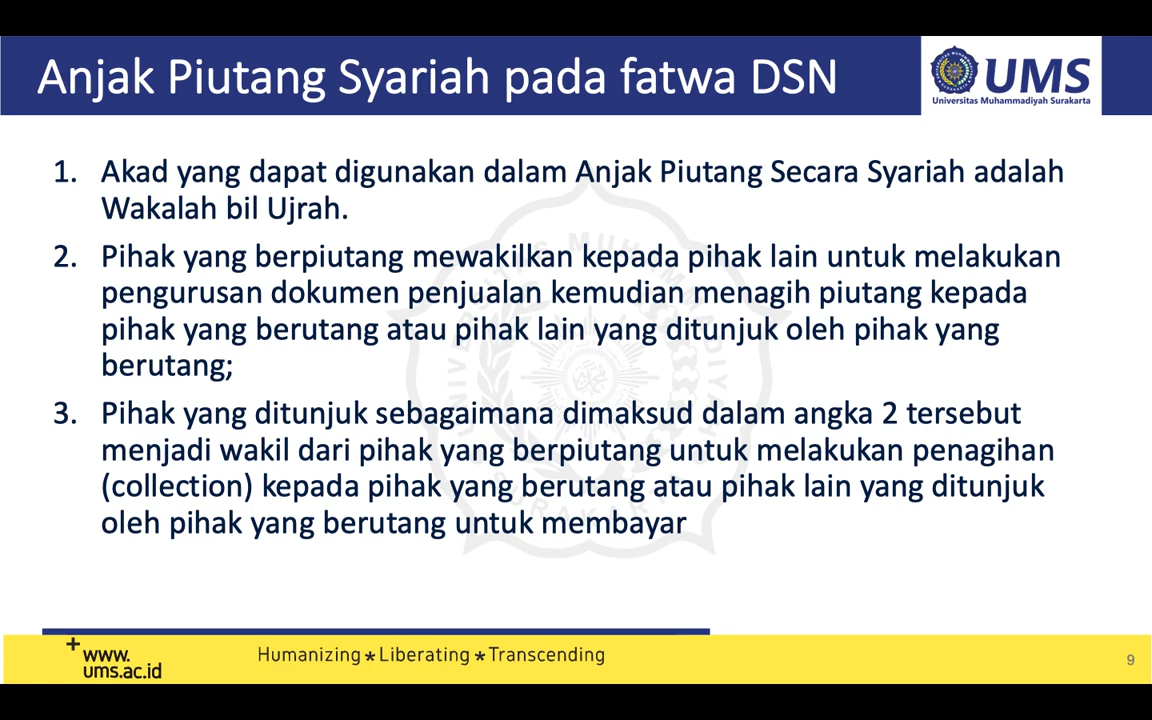 Anjak Piutang Syariah pada fatwa DSN
UMS
Universitas Muhammadiyah Surakarta
1. Akad yang dapat digunakan dalam Anjak Piutang Secara Syariah adalah
Wakalah bil Ujrah.
2. Pihak yang berpiutang mewakilkan kepada pihak lain untuk melakukan
pengurusan dokumen penjualan kemudian menagih piutang kepada
pihak yang berutang atau pihak lain yang ditunjuk oleh pihak yang
berutang;
3. Pihak yang ditunjuk sebagaimana dimaksud dalam angka 2 tersebut
menjadi wakil dari pihak yang berpiutang untuk melakukan penagihan
(collection) kepada pihak yang berutang atau pihak lain yang ditunjuk
oleh pihak yang berutang untuk membayar
+www.
ums.ac.id
Humanizing ★ Liberating ★ Transcending
9